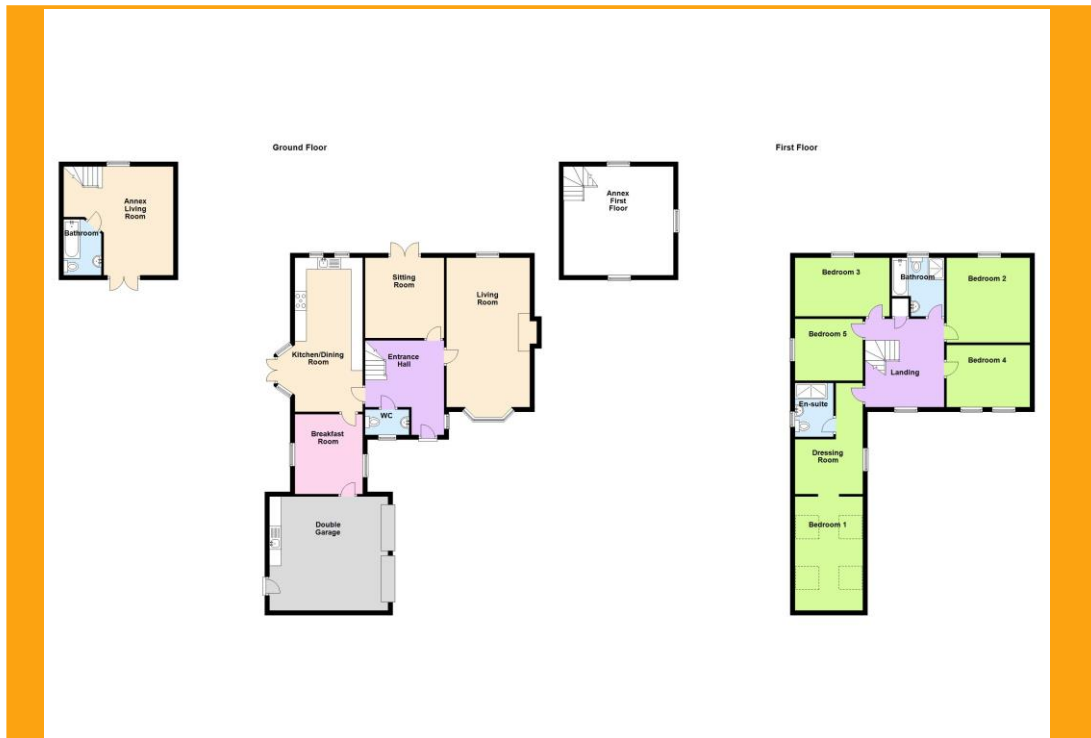 Ground Floor
First Floor
Annex
Living
Room
Bathroom
Sitting
Room
Living
Room
Kitchen/Dining
Room
Entrance
Hall
WC
Breakfast
Room
Double
Garage
Annex
First
Floor
Bedroom 3
Bathroom
Bedroom 2
Bedroom 5
Landing
Bedroom 4
En-suite
Dressing
Room
Bedroom 1